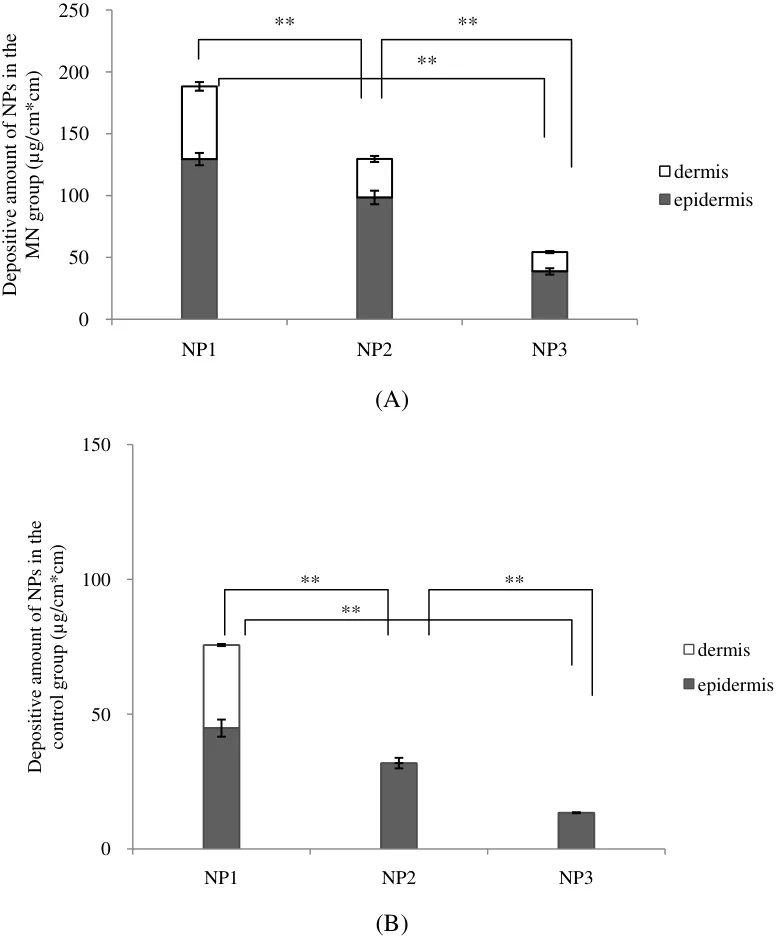 Depositive amount of NPs in the
MN group (µg/cm*cm)
250
200
150
100
50
0
**
**
**
NP1
NP2
NP3
dermis
epidermis
(A)
Depositive amount of NPs in the
control group (µg/cm*cm)
150
100
50
0
**
**
**
NP1
NP2
NP3
dermis
epidermis
(B)